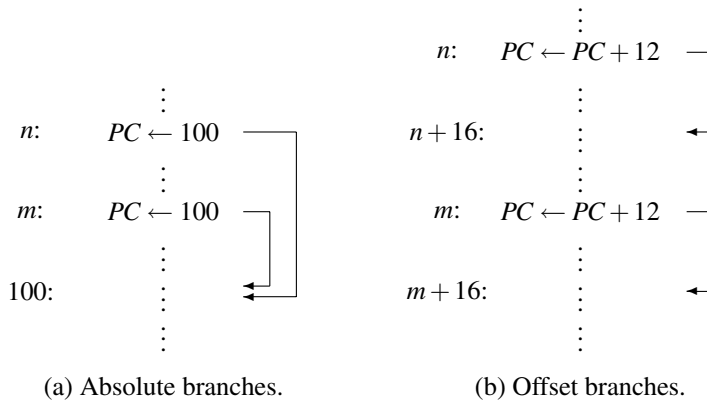 n: PC ← 100
m: PC ← 100
100:
(a) Absolute branches.
n: PC ← PC + 12
n + 16:
m: PC ← PC + 12
m + 16:
(b) Offset branches.